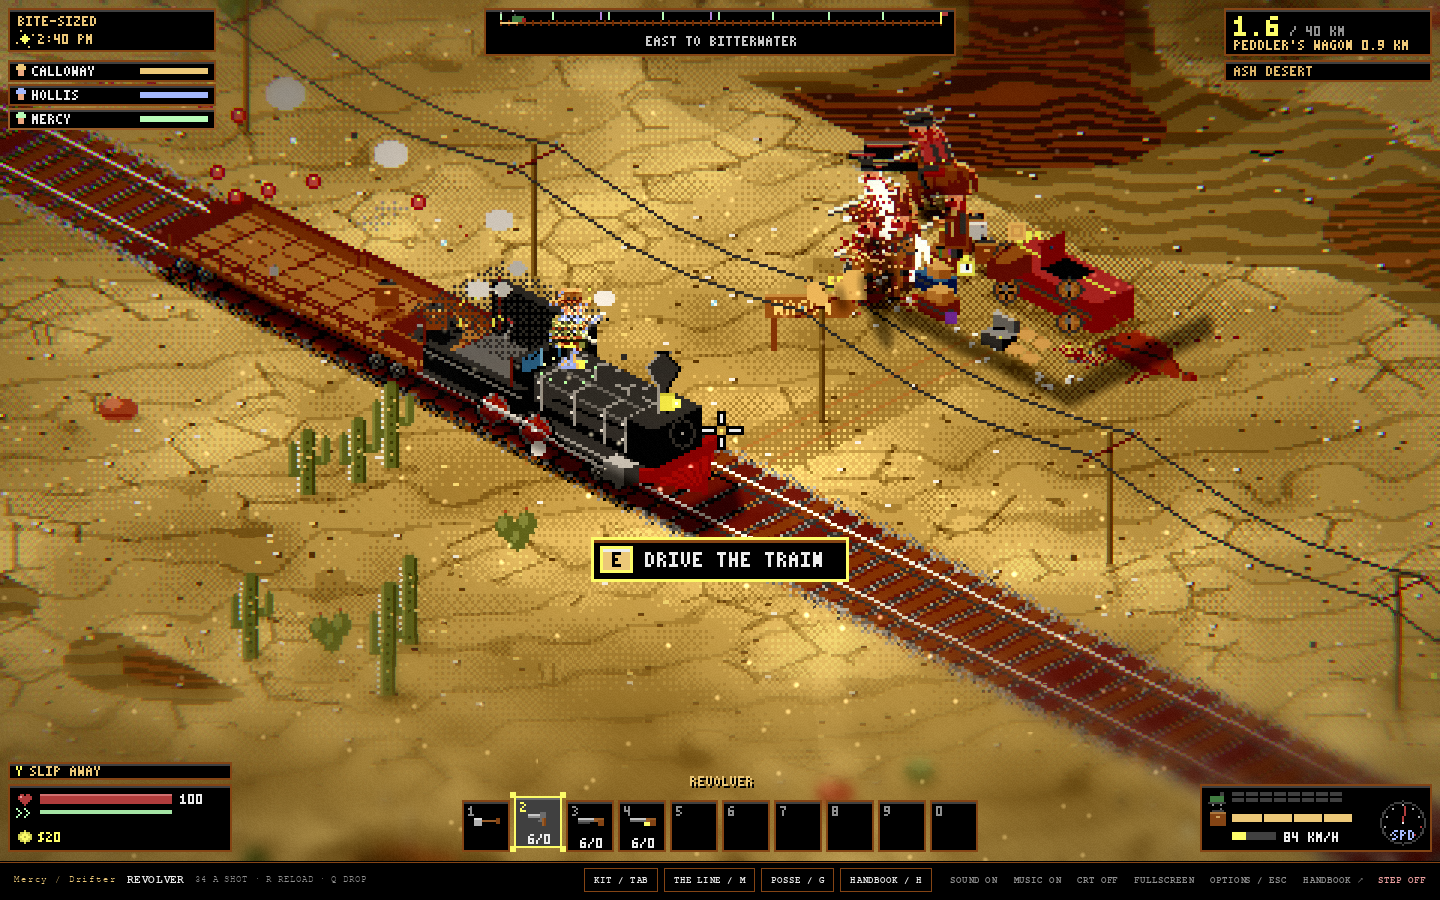 BITE-SIZED
2:40 PM
CALLOWAY
HOLLIS
MERCY
EAST TO BITTERWATER
1.6 / 40 KM
PEDDLER'S WAGON 0.9 KM
ASH DESERT
E DRIVE THE TRAIN
Y SLIP AWAY
100
$20
REVOLVER
1 2 3 4 5 6 7 8 9 0
6/0 6/0 6/0
84 KM/H
SPD
Mercy / Drifter REVOLVER 34 A SHOT · R RELOAD · Q DROP
KIT / TAB THE LINE / M POSSE / G HANDBOOK / H SOUND ON MUSIC ON CRT OFF FULLSCREEN OPTIONS / ESC HANDBOOK ↗ STEP OFF